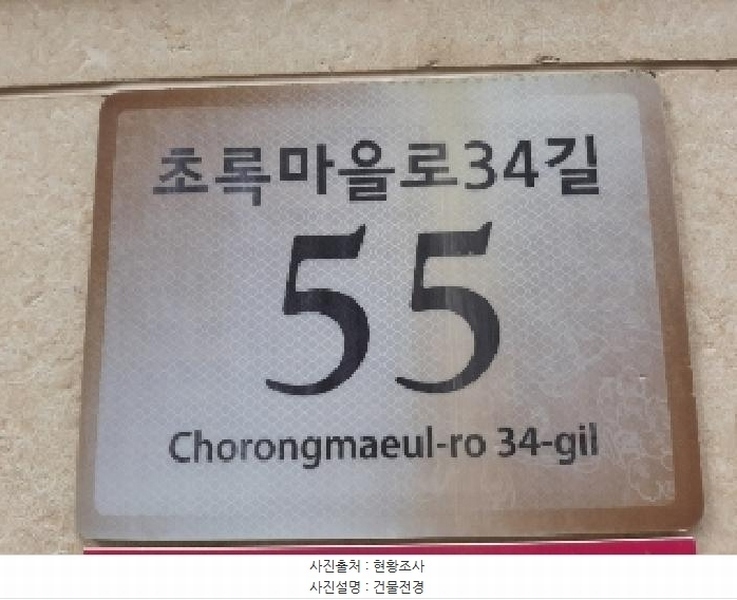 초록마을로34길
55
Chorongmaeul-ro 34-gil
사진출처 : 현황조사
사진설명 : 건물전경